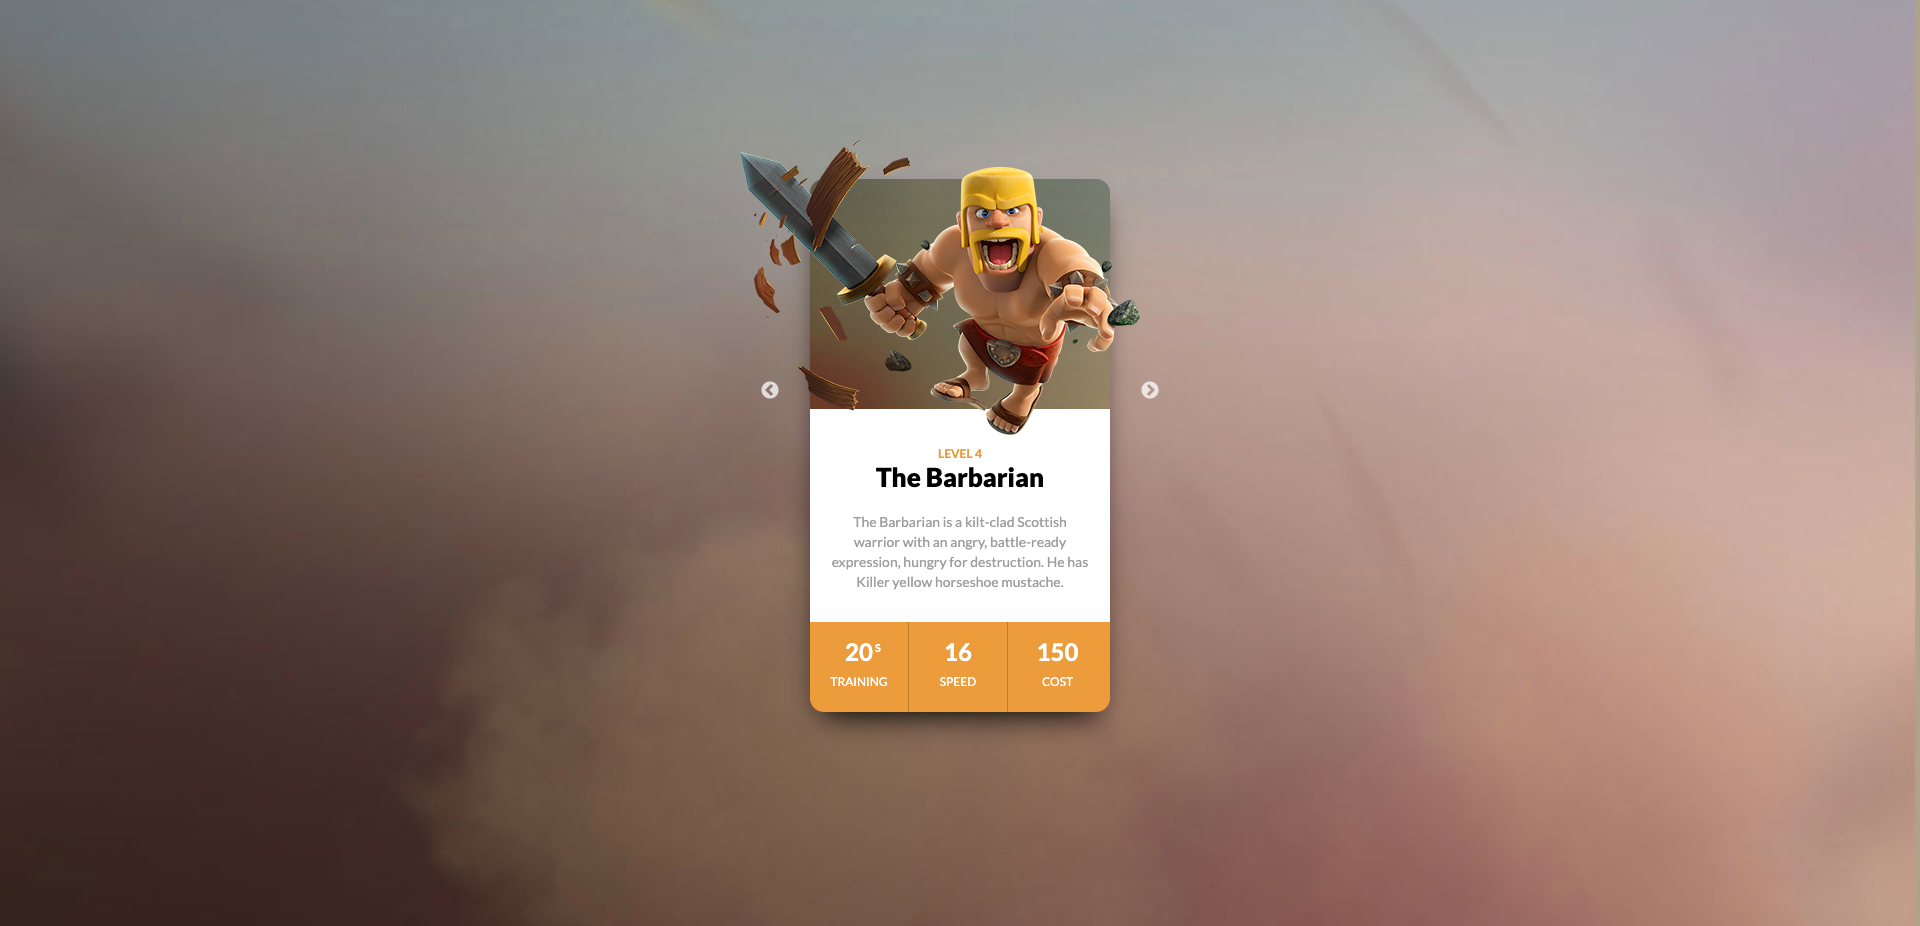 LEVEL 4
The Barbarian
The Barbarian is a kilt-clad Scottish
warrior with an angry, battle-ready
expression, hungry for destruction. He has
Killer yellow horseshoe mustache.
20S 16 150
TRAINING SPEED COST